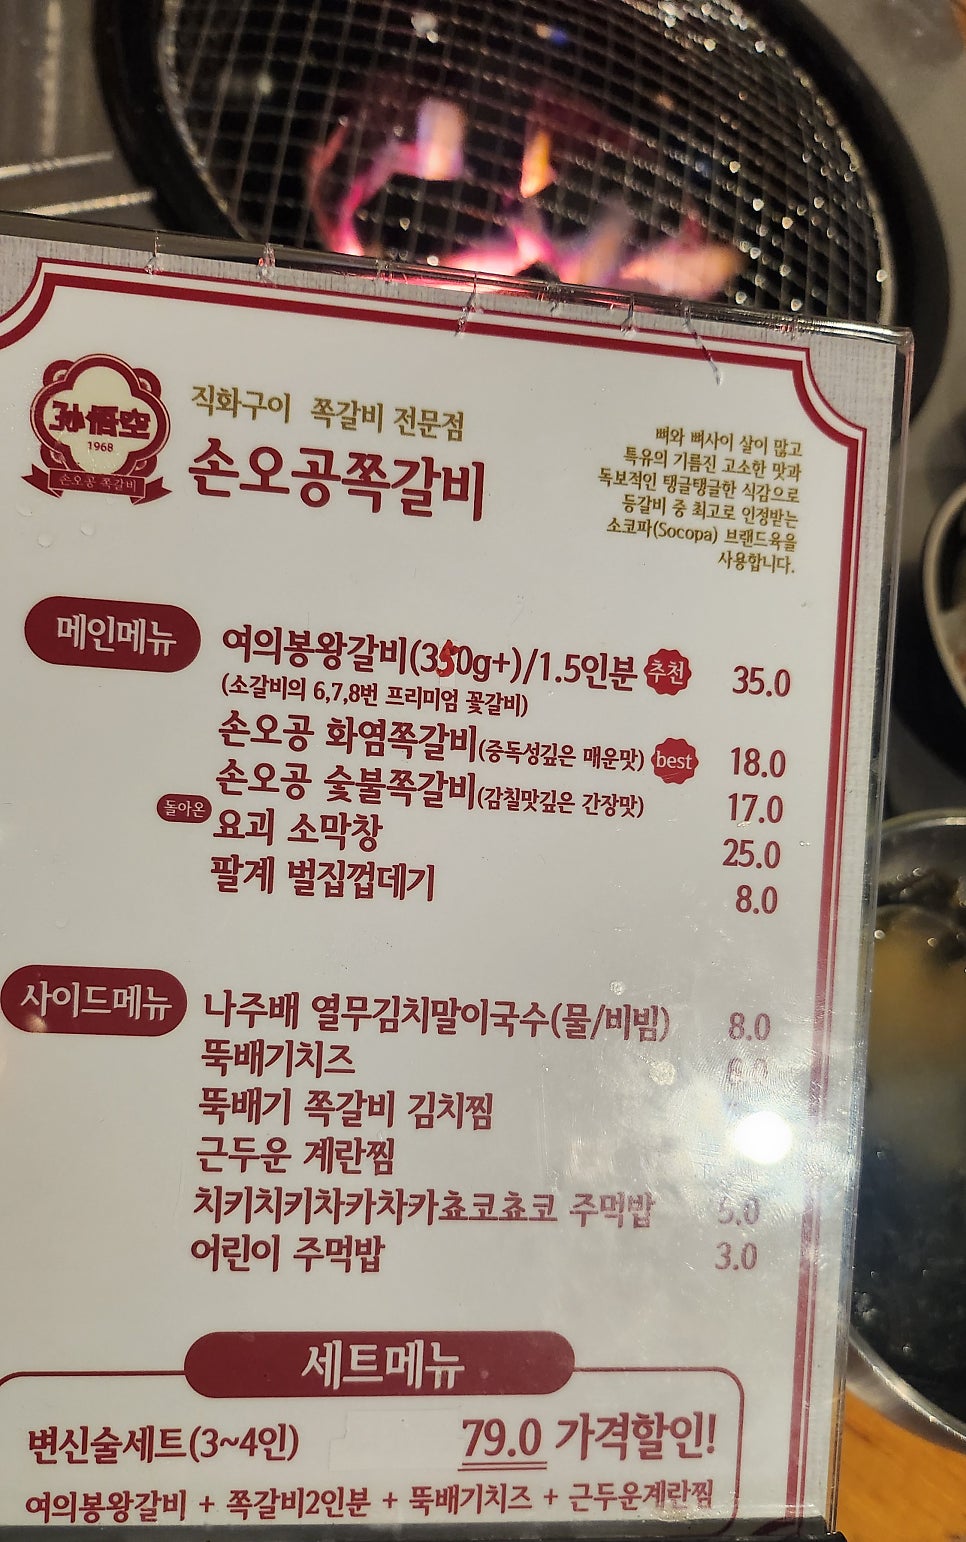 孙悟空
1968
손오공 쪽갈비
직화구이 쪽갈비 전문점
손오공쪽갈비
뼈와 뼈사이 살이 많고
특유의 기름진 고소한 맛과
독보적인 탱글탱글한 식감으로
등갈비 중 최고로 인정받는
소코파(Socopa) 브랜드육을
사용합니다.
메인메뉴
여의봉왕갈비(350g+)/1.5인분 추천 35.0
(소갈비의 6,7,8번 프리미엄 꽃갈비)
손오공 화염쪽갈비(중독성깊은 매운맛) best 18.0
손오공 숯불쪽갈비(감칠맛깊은 간장맛) 17.0
돌아온 요괴 소막창 25.0
팔계 벌집껍데기 8.0
사이드메뉴
나주배 열무김치말이국수(물/비빔) 8.0
뚝배기치즈
뚝배기 쪽갈비 김치찜
근두운 계란찜
치키치키차카차카쵸코쵸코 주먹밥 5.0
어린이 주먹밥 3.0
세트메뉴
변신술세트(3~4인) 79.0 가격할인!
여의봉왕갈비 + 쪽갈비2인분 + 뚝배기치즈 + 근두운계란찜